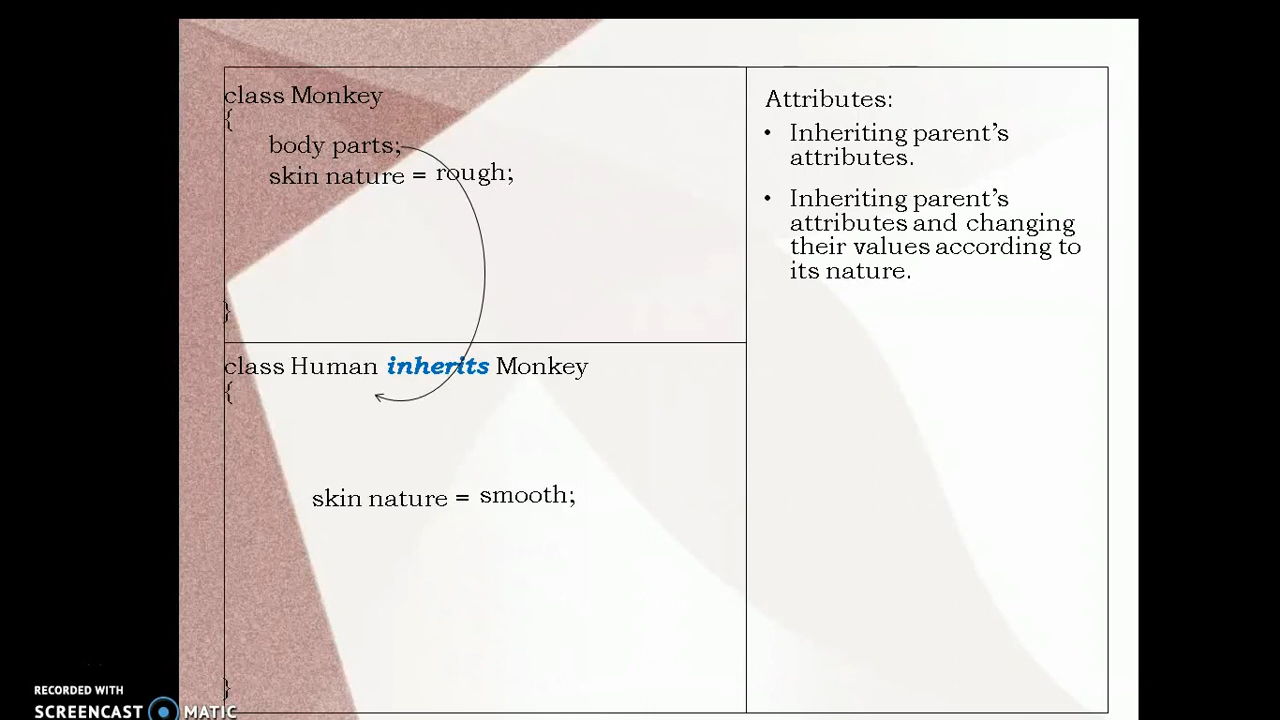 class Monkey
{
body parts;
skin nature = rough;
}
class Human inherits Monkey
{
skin nature = smooth;
}
Attributes:
• Inheriting parent's
attributes.
• Inheriting parent's
attributes and changing
their values according to
its nature.
RECORDED WITH
SCREENCAST MATIC